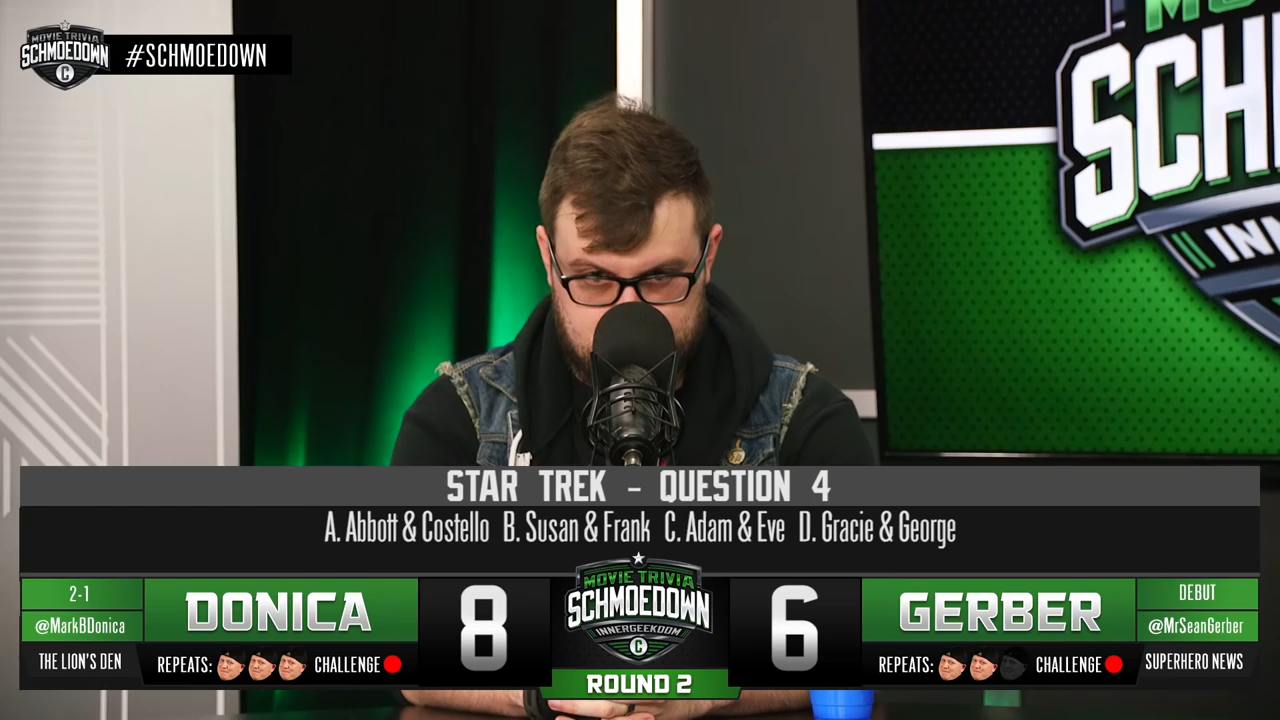 MOVIE TRIVIA
SCHMOEDOWN
C
#SCHMOEDOWN
SCH
INN
STAR TREK - QUESTION 4
A. Abbott & Costello B. Susan & Frank C. Adam & Eve D. Gracie & George
2-1
@MarkBDonica
THE LION'S DEN
DONICA
REPEATS:
CHALLENGE
8
MOVIE TRIVIA
SCHMOEDOWN
INNERGEEKDOM
C
ROUND 2
6
GERBER
REPEATS:
CHALLENGE
DEBUT
@MrSeanGerber
SUPERHERO NEWS